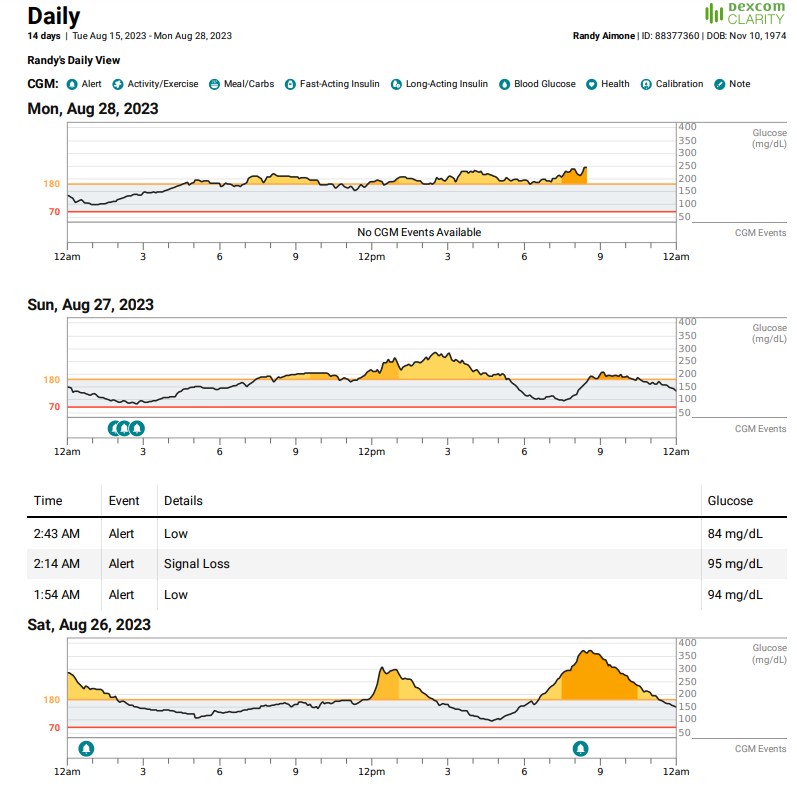 Daily
DEXCOM
CLARITY
14 days | Tue Aug 15, 2023 - Mon Aug 28, 2023
Randy Aimone | ID: 88377360 | DOB: Nov 10, 1974
Randy's Daily View
CGM: Alert Activity/Exercise Meal/Carbs Fast-Acting Insulin Long-Acting Insulin Blood Glucose Health Calibration Note
Mon, Aug 28, 2023
400
350
300
250
200
150
100
50
Glucose
(mg/dL)
180
70
No CGM Events Available
CGM Events
12am 3 6 9 12pm 3 6 9 12am
Sun, Aug 27, 2023
400
350
300
250
200
150
100
50
Glucose
(mg/dL)
180
70
CGM Events
12am 3 6 9 12pm 3 6 9 12am
Time Event Details Glucose
2:43 AM Alert Low 84 mg/dL
2:14 AM Alert Signal Loss 95 mg/dL
1:54 AM Alert Low 94 mg/dL
Sat, Aug 26, 2023
400
350
300
250
200
150
100
50
Glucose
(mg/dL)
180
70
CGM Events
12am 3 6 9 12pm 3 6 9 12am